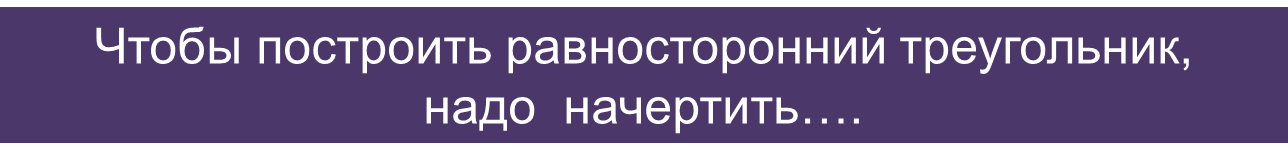 Чтобы построить равносторонний треугольник,
надо  начертить….